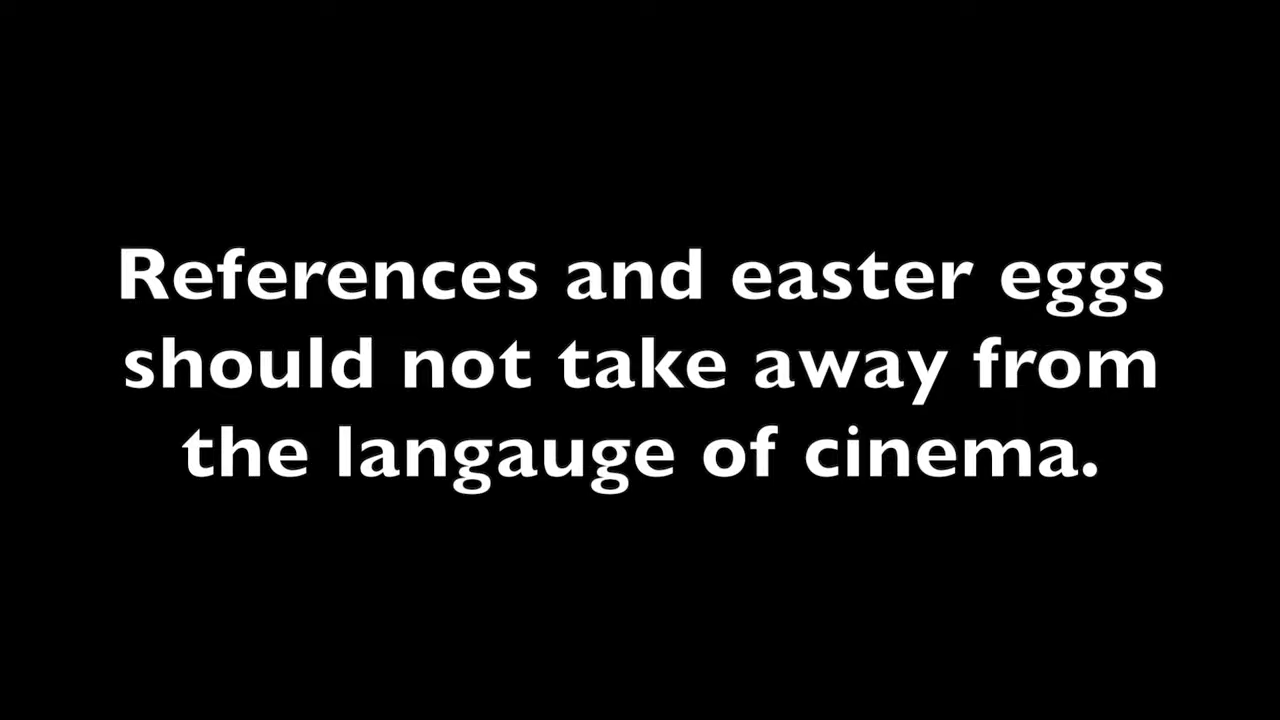 References and easter eggs
should not take away from
the langauge of cinema.